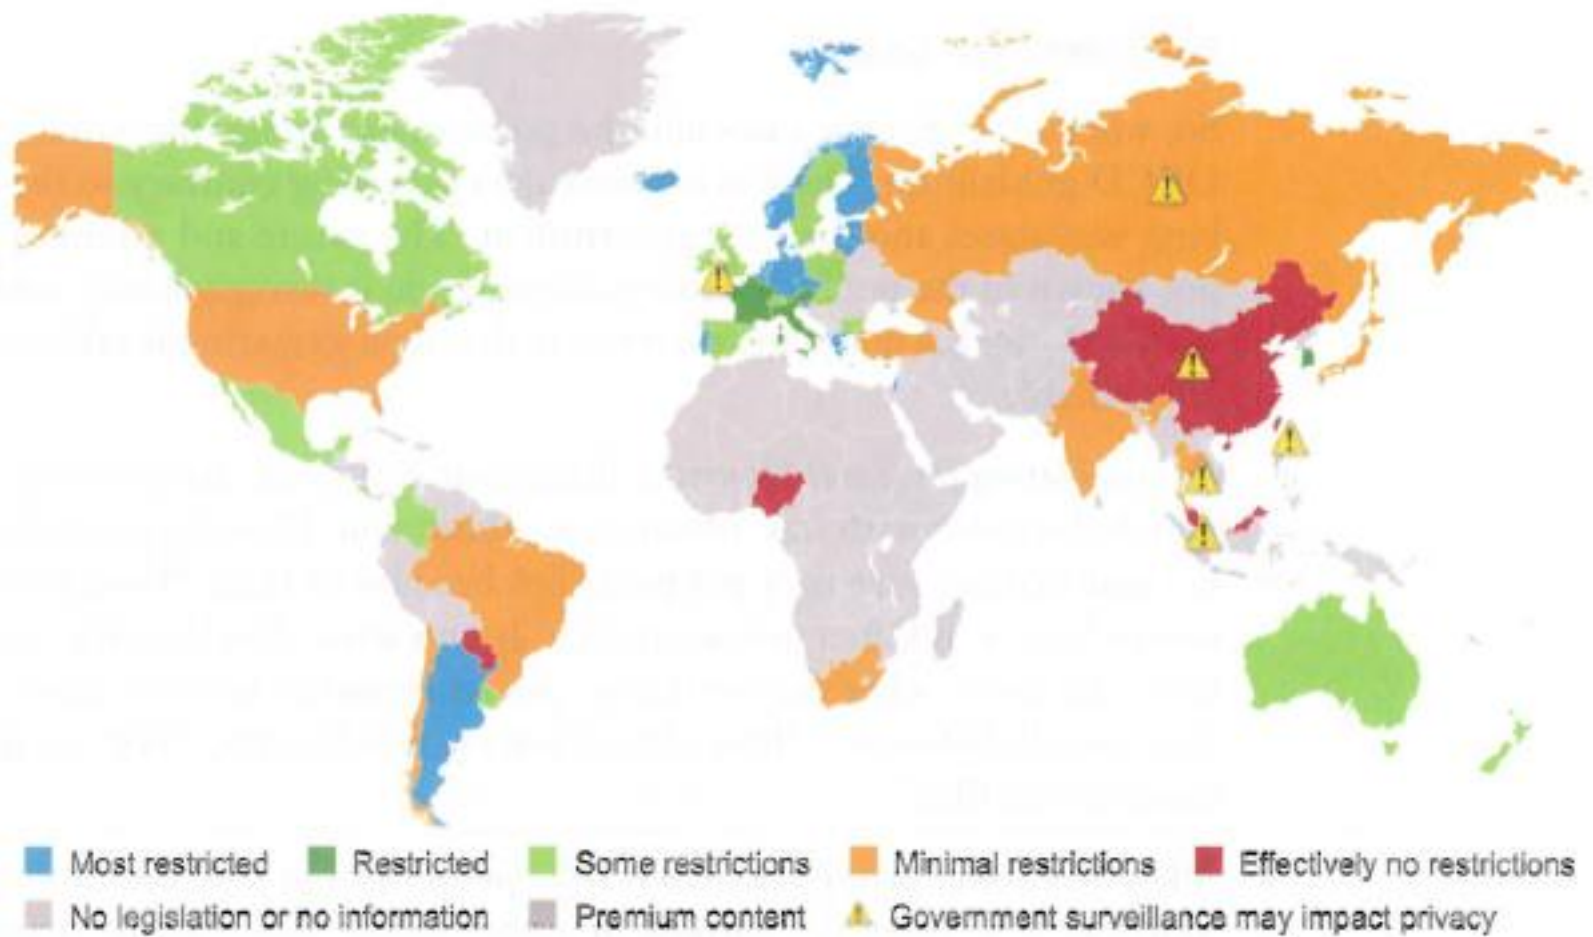 Most restricted Restricted Some restrictions Minimal restrictions Effectively no restrictions
No legislation or no information Premium content Government surveillance may impact privacy